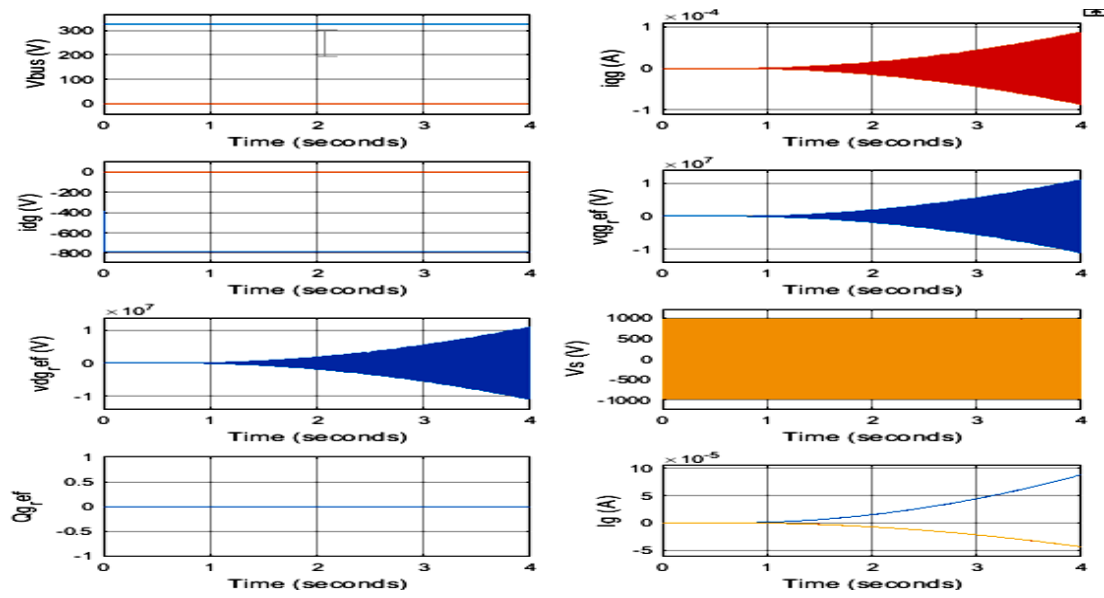 Vbus (V)
300
200
100
0
0 1 2 3 4
Time (seconds)
× 10⁻⁴
iqg (A)
1
0
-1
0 1 2 3 4
Time (seconds)
idg (V)
0
-200
-400
-600
-800
0 1 2 3 4
Time (seconds)
× 10⁷
vqg_ref (V)
1
0
-1
0 1 2 3 4
Time (seconds)
× 10⁷
vdg_ref (V)
1
0
-1
0 1 2 3 4
Time (seconds)
Vs (V)
1000
500
0
-500
-1000
0 1 2 3 4
Time (seconds)
Qg_ref
1
0.5
0
-0.5
-1
0 1 2 3 4
Time (seconds)
× 10⁻⁵
Ig (A)
10
5
0
-5
0 1 2 3 4
Time (seconds)